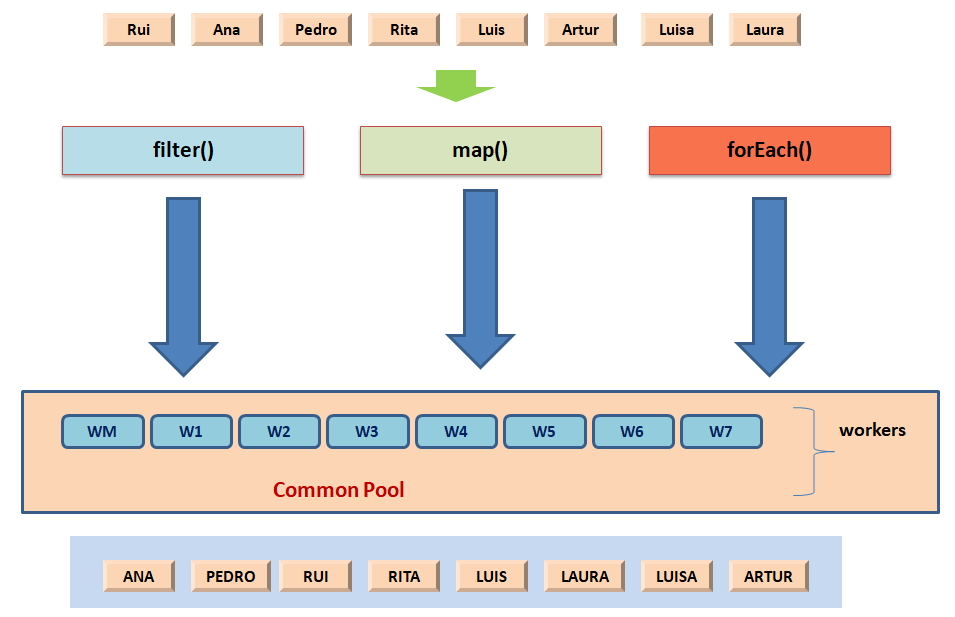 Rui Ana Pedro Rita Luis Artur Luisa Laura
filter() map() forEach()
WM W1 W2 W3 W4 W5 W6 W7 workers
Common Pool
ANA PEDRO RUI RITA LUIS LAURA LUISA ARTUR